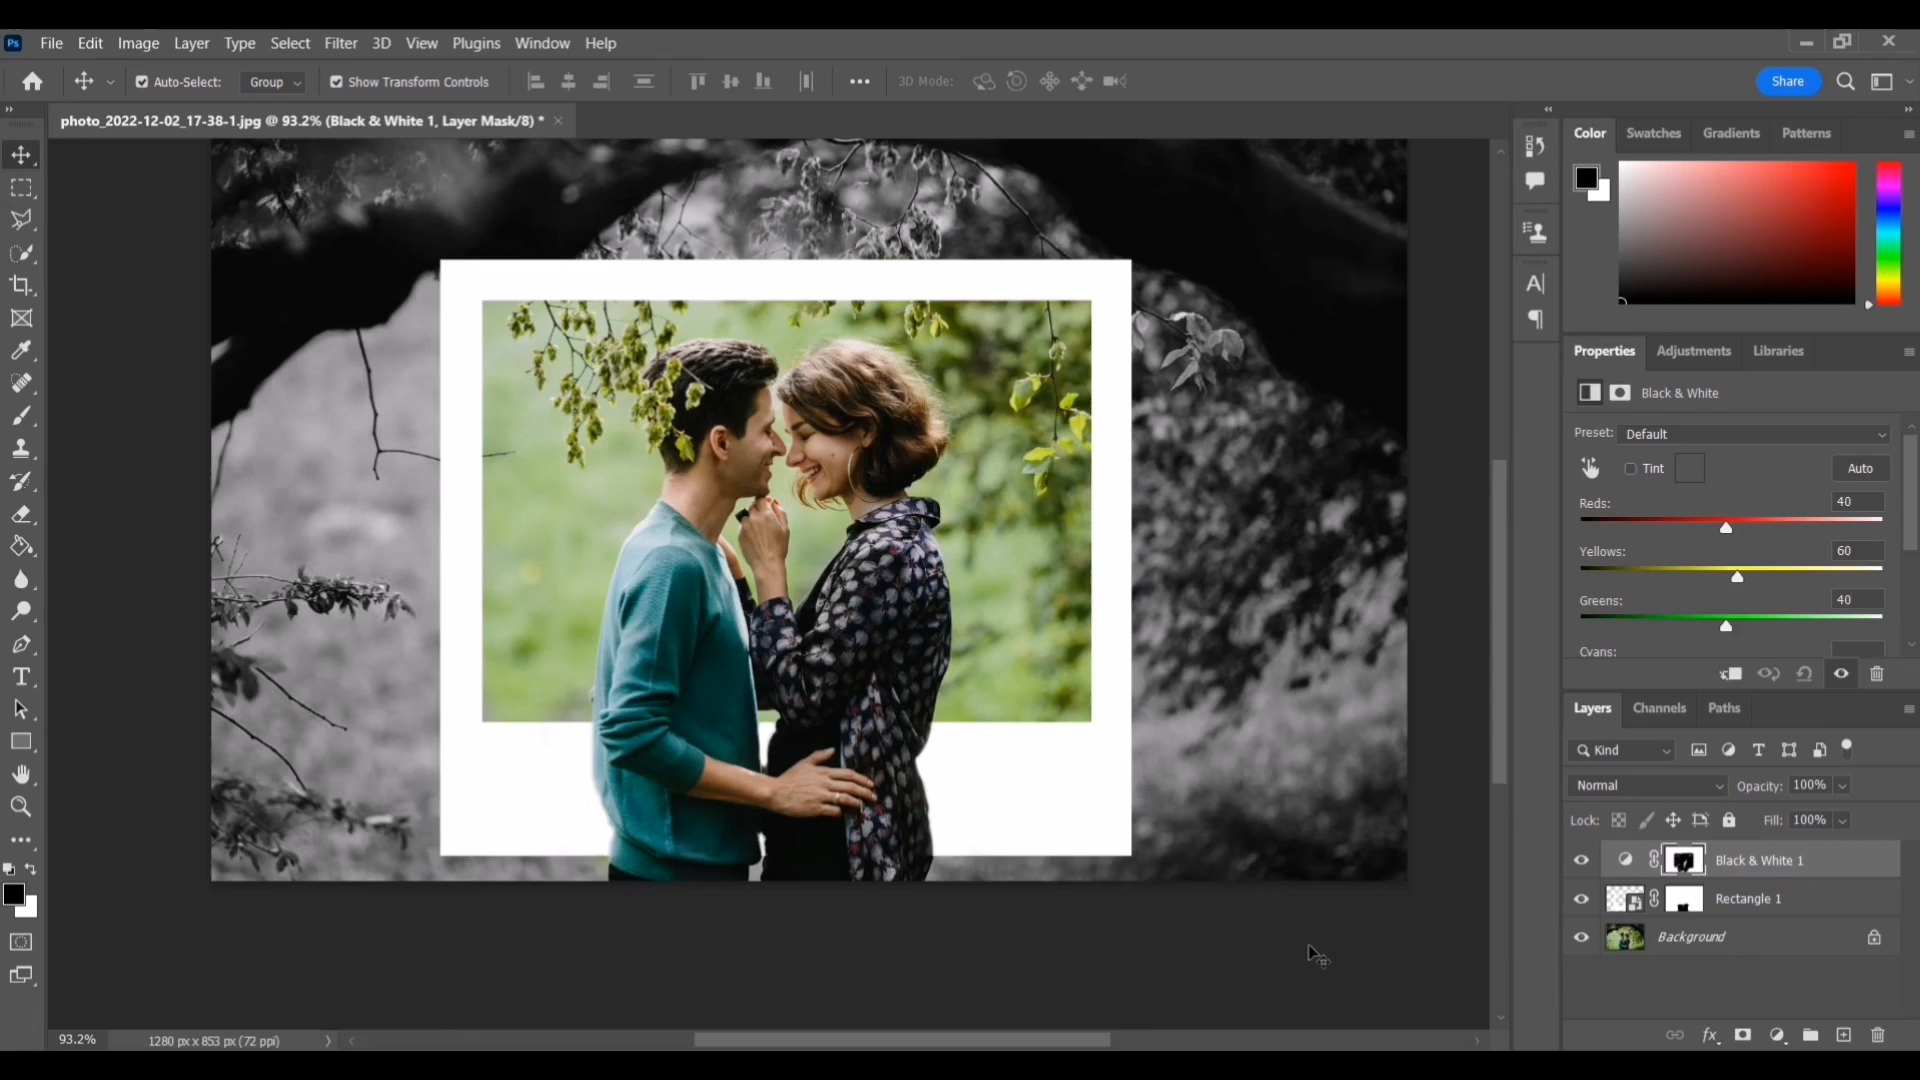 Ps File Edit Image Layer Type Select Filter 3D View Plugins Window Help
Auto-Select: Group Show Transform Controls 3D Mode: Share
photo_2022-12-02_17-38-1.jpg @ 93.2% (Black & White 1, Layer Mask/8) *
Color Swatches Gradients Patterns
Properties Adjustments Libraries
Black & White
Preset: Default
Tint Auto
Reds: 40
Yellows: 60
Greens: 40
Cyans:
Layers Channels Paths
Kind
Normal Opacity: 100%
Lock: Fill: 100%
Black & White 1
Rectangle 1
Background
fx
93.2% 1280 px x 853 px (72 ppi)